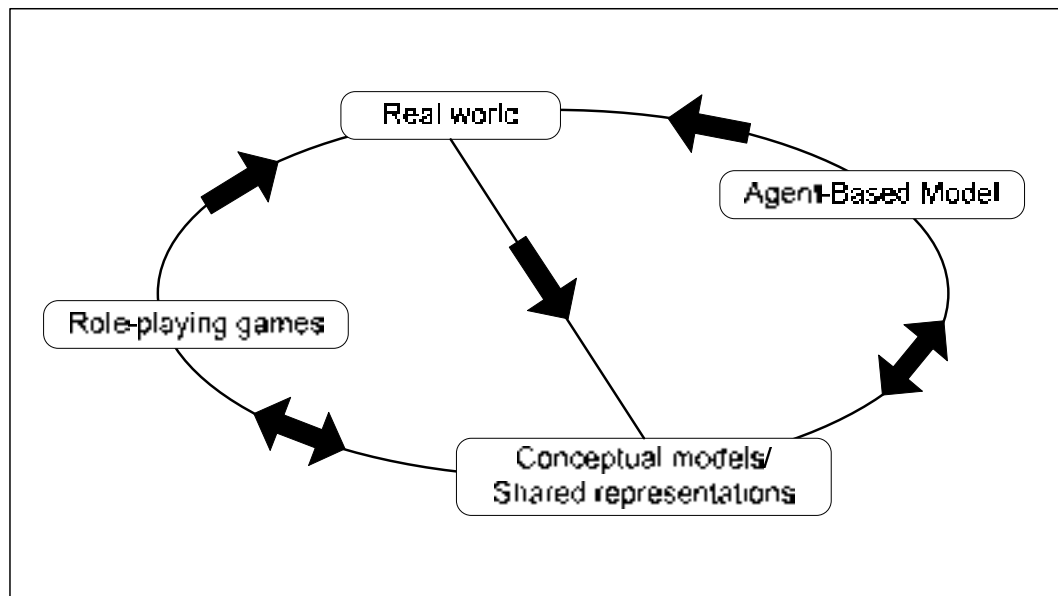 Real world
Agent-Based Model
Role-playing games
Conceptual models/
Shared representations